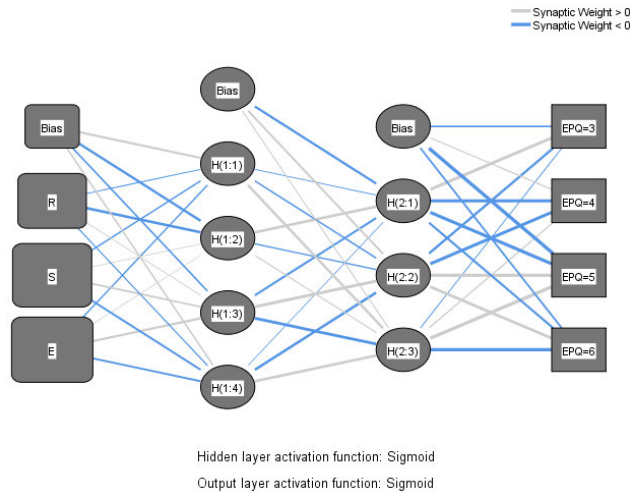 Synaptic Weight > 0
Synaptic Weight < 0
Bias
Bias
Bias
EPQ=3
H(1:1)
R
H(2:1)
EPQ=4
H(1:2)
S
H(2:2)
EPQ=5
H(1:3)
E
H(2:3)
EPQ=6
H(1:4)
Hidden layer activation function: Sigmoid
Output layer activation function: Sigmoid